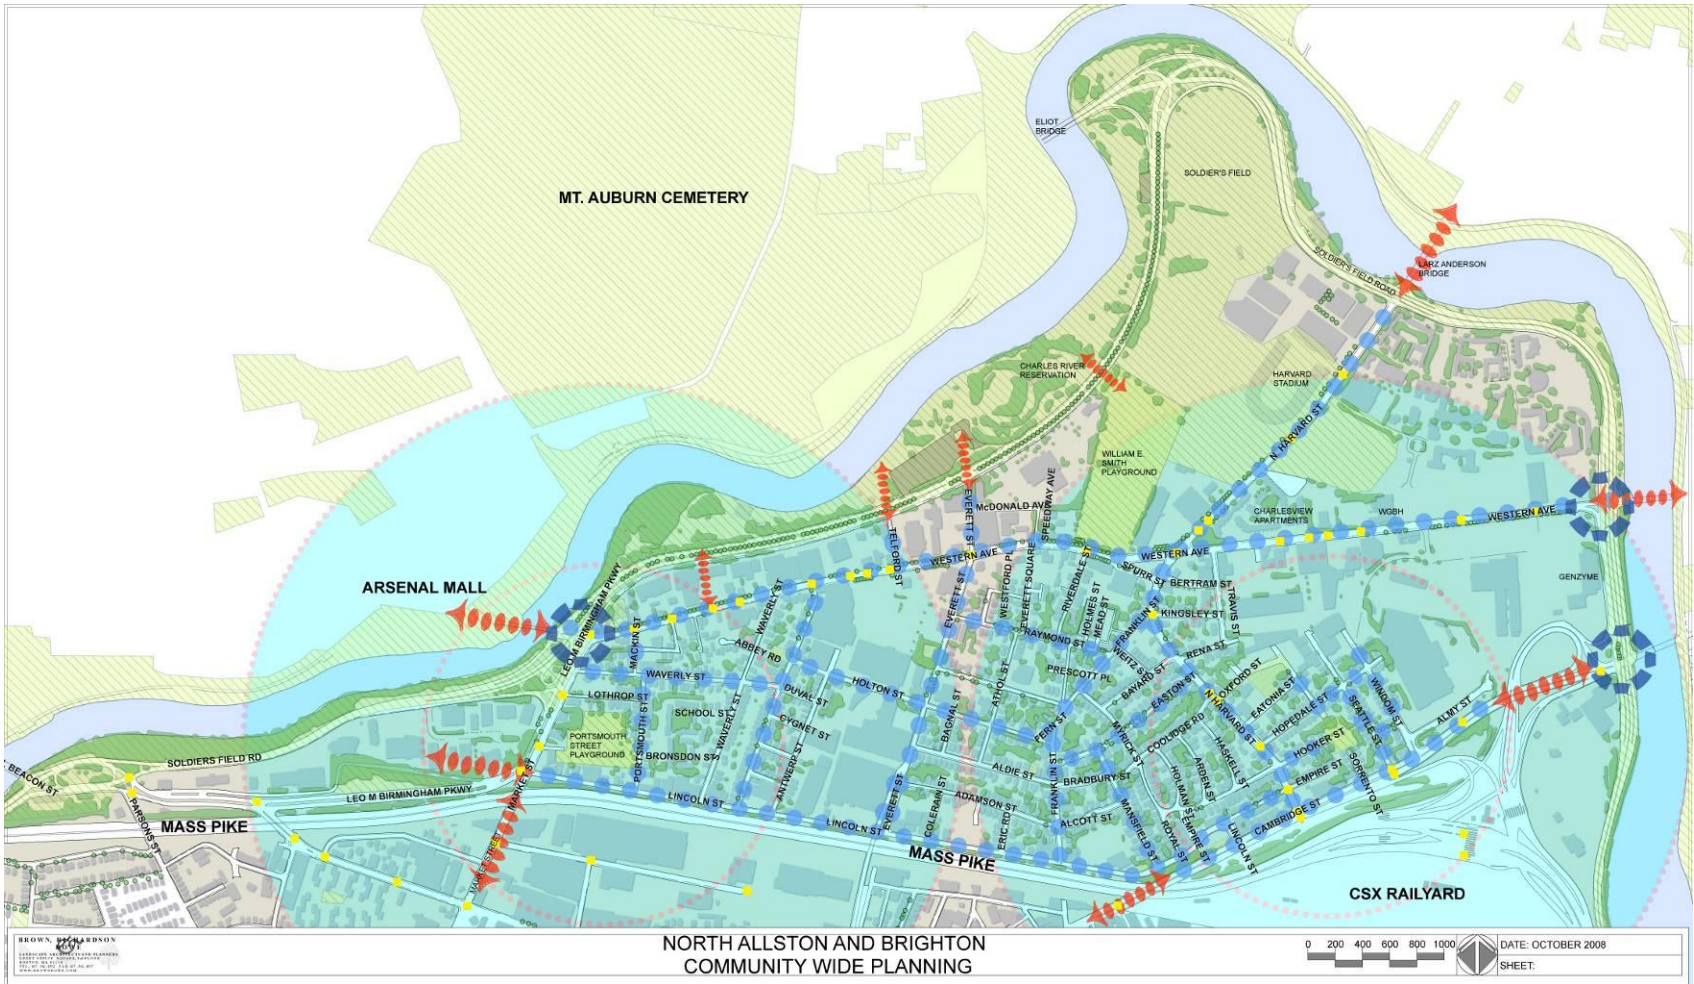 ELIOT
BRIDGE
SOLDIER'S FIELD
MT. AUBURN CEMETERY
SOLDIER'S FIELD ROAD
LARZ ANDERSON
BRIDGE
CHARLES RIVER
RESERVATION
HARVARD
STADIUM
N HARVARD ST
WILLIAM E.
SMITH
PLAYGROUND
SPEEDWAY AVE
EVERETT ST
McDONALD AVE
CHARLESVIEW
APARTMENTS
WGBH
WESTERN AVE
TELFORD ST
WESTERN AVE
WESTERN AVE
GENZYME
ARSENAL MALL
LEO M BIRMINGHAM PKWY
MACKIN ST
WAVERLY ST
ABBEY RD
EVERETT ST
WESTFORD PL
EVERETT SQUARE
RIVERDALE ST
HOLMES ST
MEAD ST
SPURR ST
BERTRAM ST
TRAVIS ST
FRANKLIN ST
KINGSLEY ST
RAYMOND ST
WEITZ ST
RENA ST
PRESCOTT PL
BAYARD ST
EASTON ST
OXFORD ST
WAVERLY ST
HOLTON ST
LOTHROP ST
DUVAL ST
SCHOOL ST
PORTSMOUTH ST
WAVERLY ST
CYGNET ST
BAGNAL ST
ATHOL ST
FERN ST
MYRICK ST
COOLIDGE RD
N HARVARD ST
EATONIA ST
HOPEDALE ST
SEATTLE ST
WINDOM ST
ALMY ST
PORTSMOUTH
STREET
PLAYGROUND
BRONSDON ST
ANTWERP ST
ALDIE ST
HASKELL ST
HOOKER ST
SOLDIERS FIELD RD
BEACON ST
LEO M BIRMINGHAM PKWY
MARKET ST
LINCOLN ST
EVERETT ST
COLERAIN ST
ADAMSON ST
BRADBURY ST
FRANKLIN ST
ARDEN ST
HOLMAN ST
EMPIRE ST
SORRENTO ST
PARSONS ST
MASS PIKE
LINCOLN ST
ERIC RD
ALCOTT ST
MANSFIELD ST
ROYAL ST
EMPIRE ST
LINCOLN ST
CAMBRIDGE ST
MARKET STREET
MASS PIKE
CSX RAILYARD
BROWN, RICHARDSON
ROWE
NORTH ALLSTON AND BRIGHTON
COMMUNITY WIDE PLANNING
0 200 400 600 800 1000
DATE: OCTOBER 2008
SHEET: